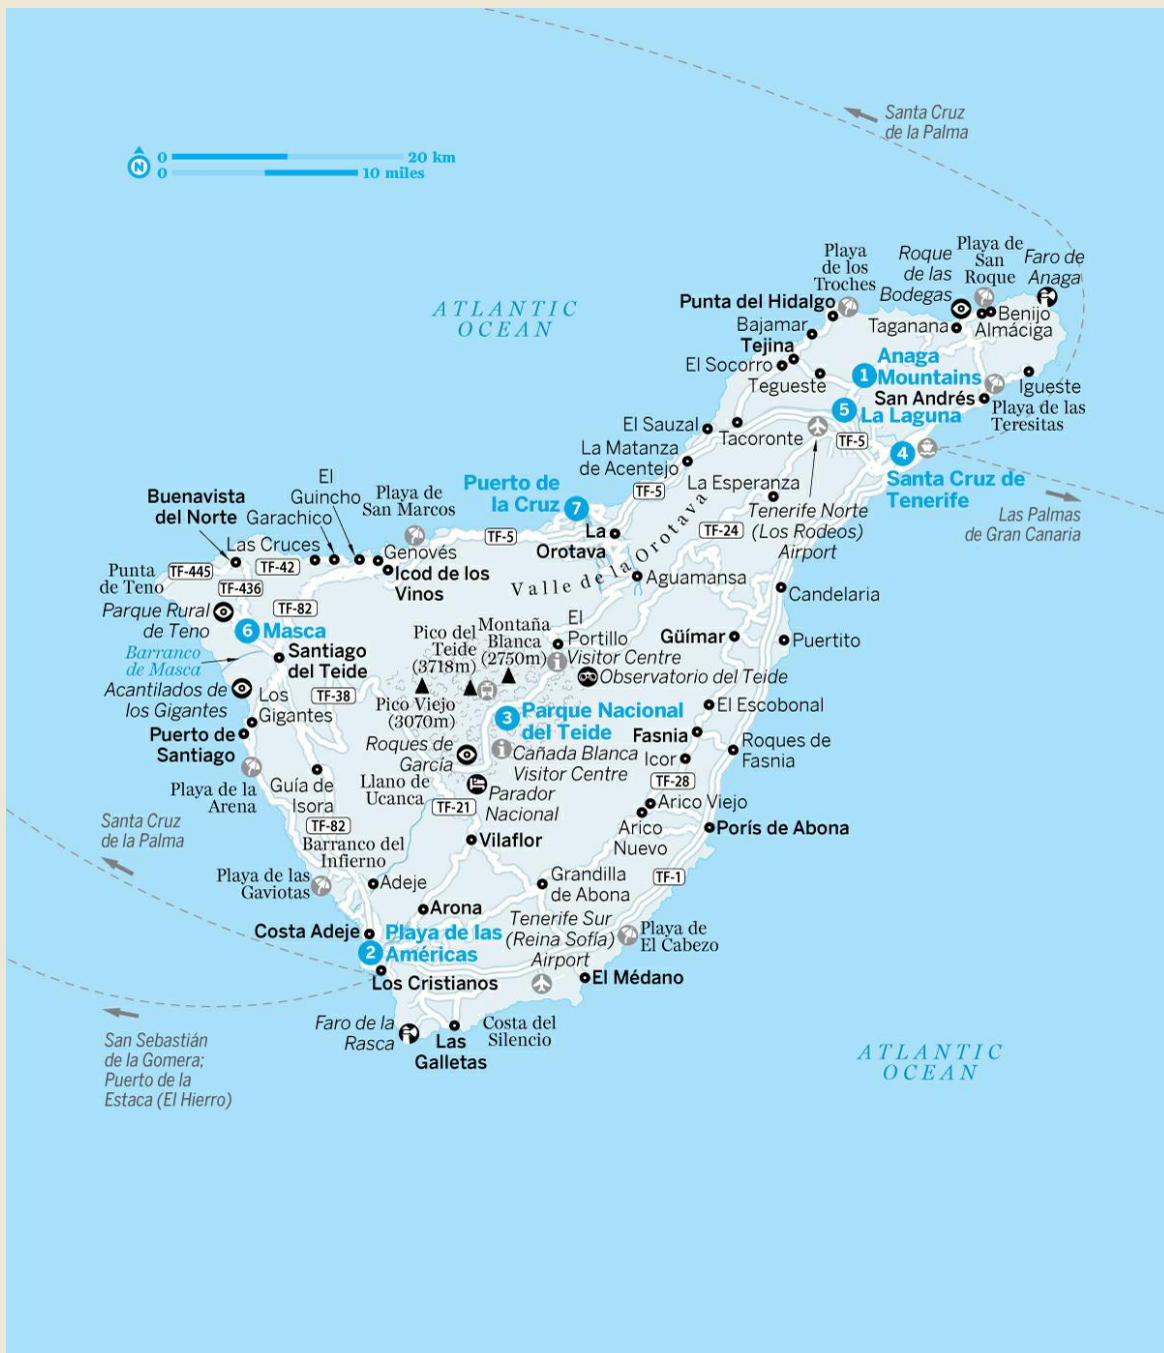 Santa Cruz
de la Palma
N
0
20 km
0
10 miles
ATLANTIC
OCEAN
Playa
de los
Troches
Roque
de las
Bodegas
Playa de
San
Roque
Faro de
Anaga
Punta del Hidalgo
Bajamar
Tejina
El Socorro
Tegueste
Taganana
Benijo
Almáciga
1
Anaga
Mountains
San Andrés
Igueste
Playa de las
Teresitas
5
La Laguna
El Sauzal
Tacoronte
TF-5
La Matanza
de Acentejo
4
Santa Cruz de
Tenerife
Las Palmas
de Gran Canaria
La Esperanza
TF-5
Tenerife Norte
(Los Rodeos)
Airport
TF-24
Puerto de
la Cruz
7
La
Orotava
Valle de la Orotava
Aguamansa
El
Guincho
Playa de
San Marcos
Buenavista
del Norte
Garachico
Las Cruces
TF-5
Genovés
Icod de los
Vinos
Punta
de Teno
TF-445
TF-42
TF-436
TF-82
Parque Rural
de Teno
6
Masca
Barranco
de Masca
Santiago
del Teide
Acantilados de
los Gigantes
Los
Gigantes
TF-38
Puerto de
Santiago
Playa de la
Arena
Guía de
Isora
TF-82
Pico del
Teide
(3718m)
Montaña
Blanca
(2750m)
El
Portillo
Visitor Centre
Observatorio del Teide
Pico Viejo
(3070m)
3
Parque Nacional
del Teide
Roques de
García
Cañada Blanca
Visitor Centre
Llano de
Ucanca
Parador
Nacional
TF-21
Candelaria
Güímar
Puertito
El Escobonal
Fasnia
Roques de
Fasnia
Icor
TF-28
Arico Viejo
Arico
Nuevo
Porís de Abona
Vilaflor
Barranco del
Infierno
Playa de las
Gaviotas
Adeje
Grandilla
de Abona
TF-1
Arona
Costa Adeje
2
Playa de las
Américas
Tenerife Sur
(Reina Sofía)
Airport
Playa de
El Cabezo
El Médano
Los Cristianos
Faro de la
Rasca
Las
Galletas
Costa del
Silencio
Santa Cruz
de la Palma
San Sebastián
de la Gomera;
Puerto de la
Estaca (El Hierro)
ATLANTIC
OCEAN